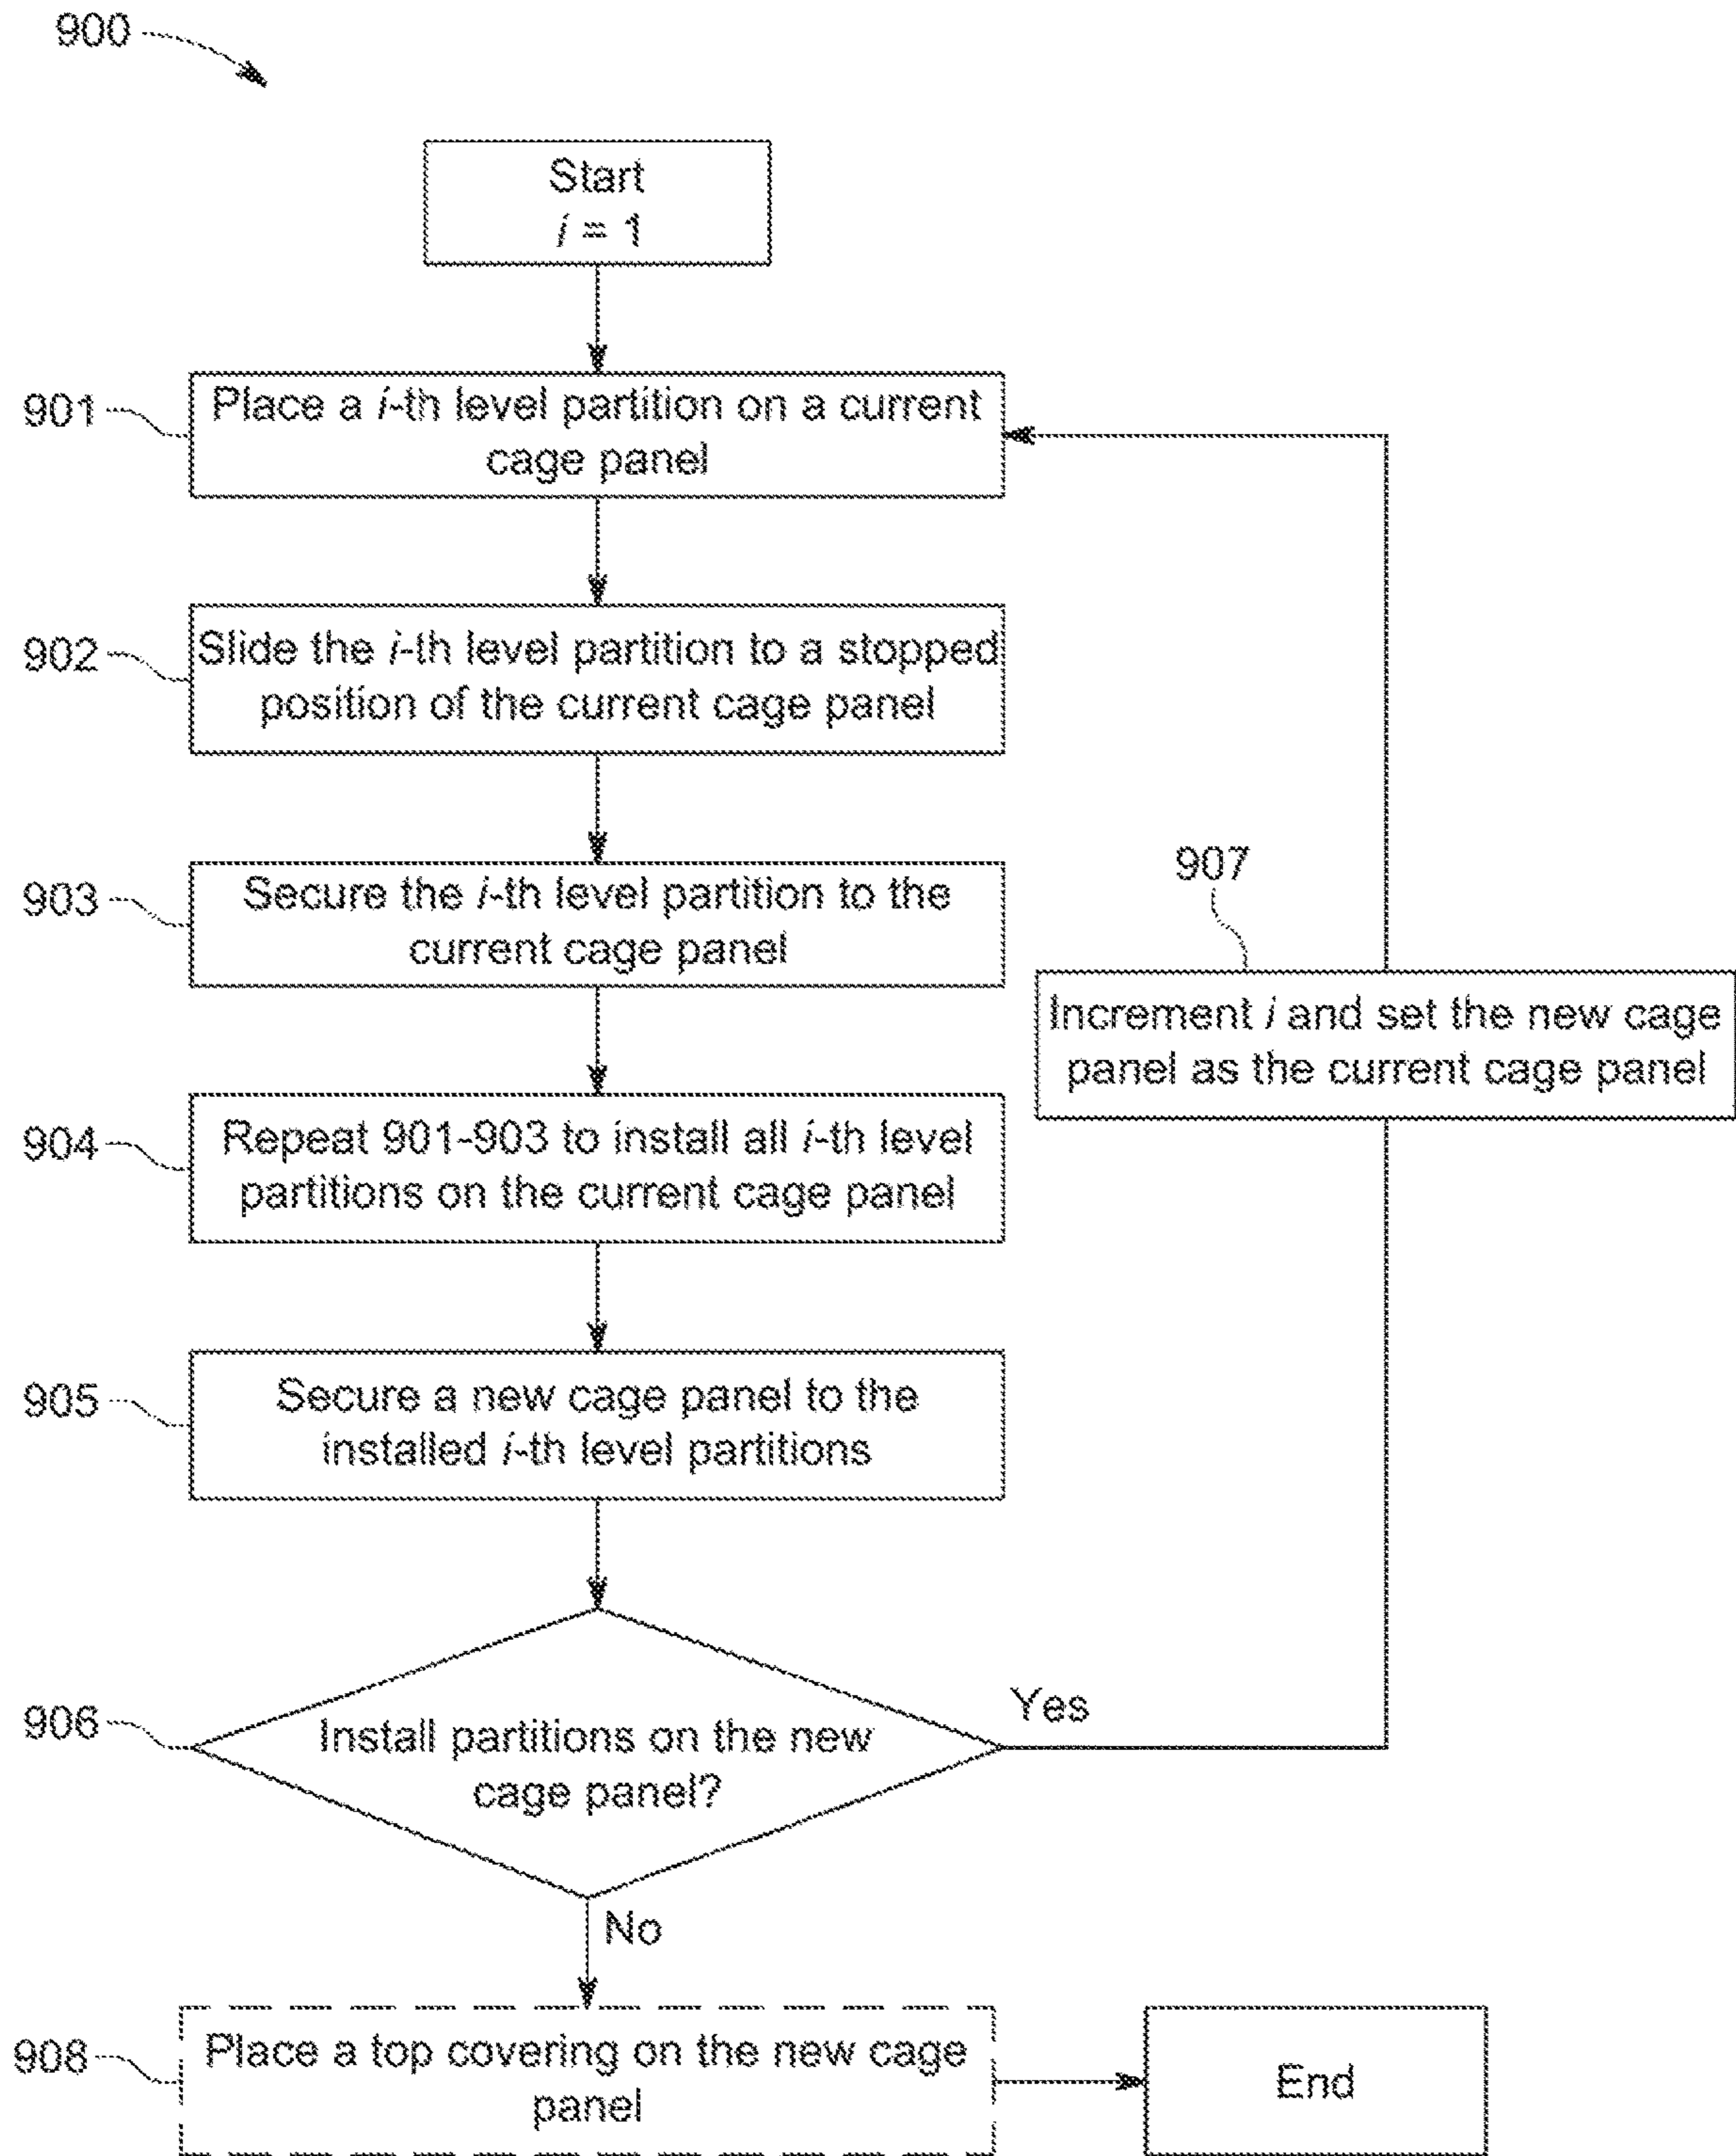 900
Start
i = 1
901
Place a i-th level partition on a current
cage panel
902
Slide the i-th level partition to a stopped
position of the current cage panel
903
Secure the i-th level partition to the
current cage panel
907
Increment i and set the new cage
panel as the current cage panel
904
Repeat 901-903 to install all i-th level
partitions on the current cage panel
905
Secure a new cage panel to the
installed i-th level partitions
906
Install partitions on the new
cage panel?
Yes
No
908
Place a top covering on the new cage
panel
End